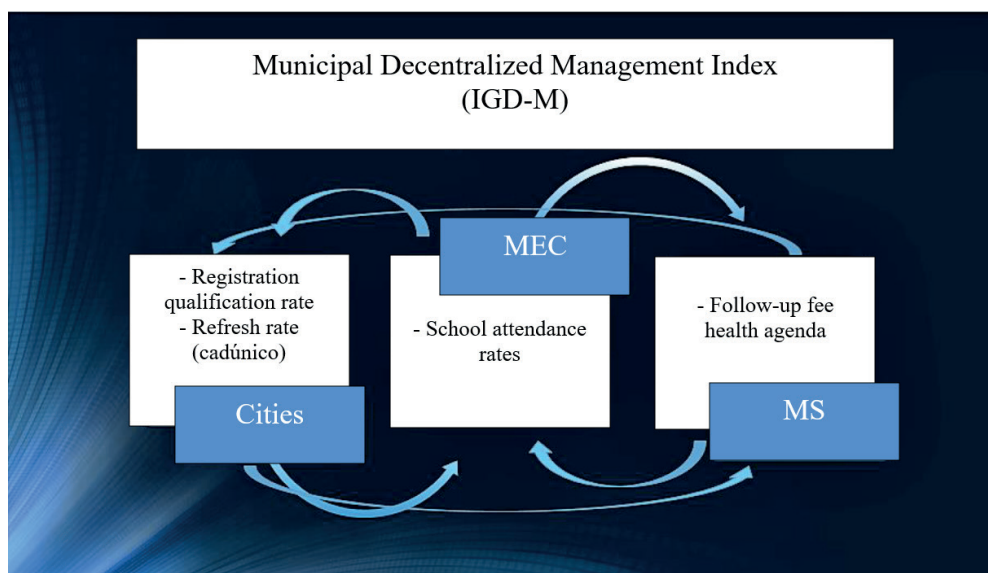 Municipal Decentralized Management Index
(IGD-M)
MEC
- Registration
qualification rate
- Refresh rate
(cadúnico)
Cities
- School attendance
rates
- Follow-up fee
health agenda
MS